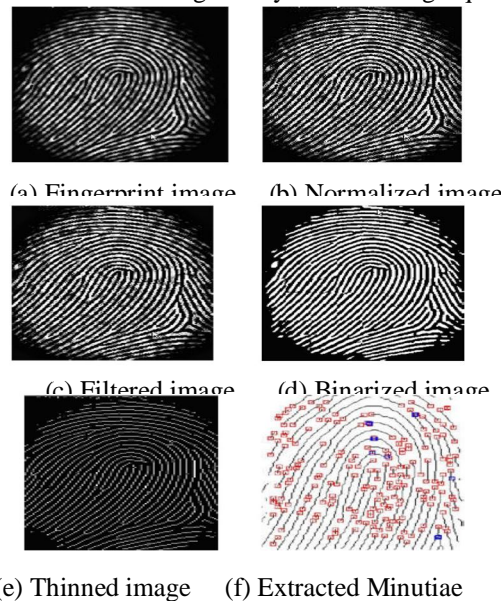 (a) Fingerprint image (b) Normalized image
(c) Filtered image (d) Binarized image
(e) Thinned image (f) Extracted Minutiae